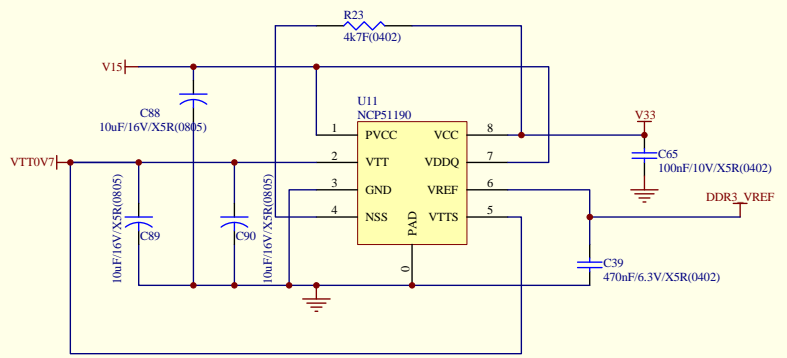 R23
4k7F(0402)
V15
U11
NCP51190
C88
10uF/16V/X5R(0805)
1 PVCC VCC 8
V33
VTT0V7
2 VTT VDDQ 7
C65
100nF/10V/X5R(0402)
3 GND VREF 6
DDR3_VREF
4 NSS VTTS 5
10uF/16V/X5R(0805)
C89
C90
10uF/16V/X5R(0805)
PAD
0
C39
470nF/6.3V/X5R(0402)